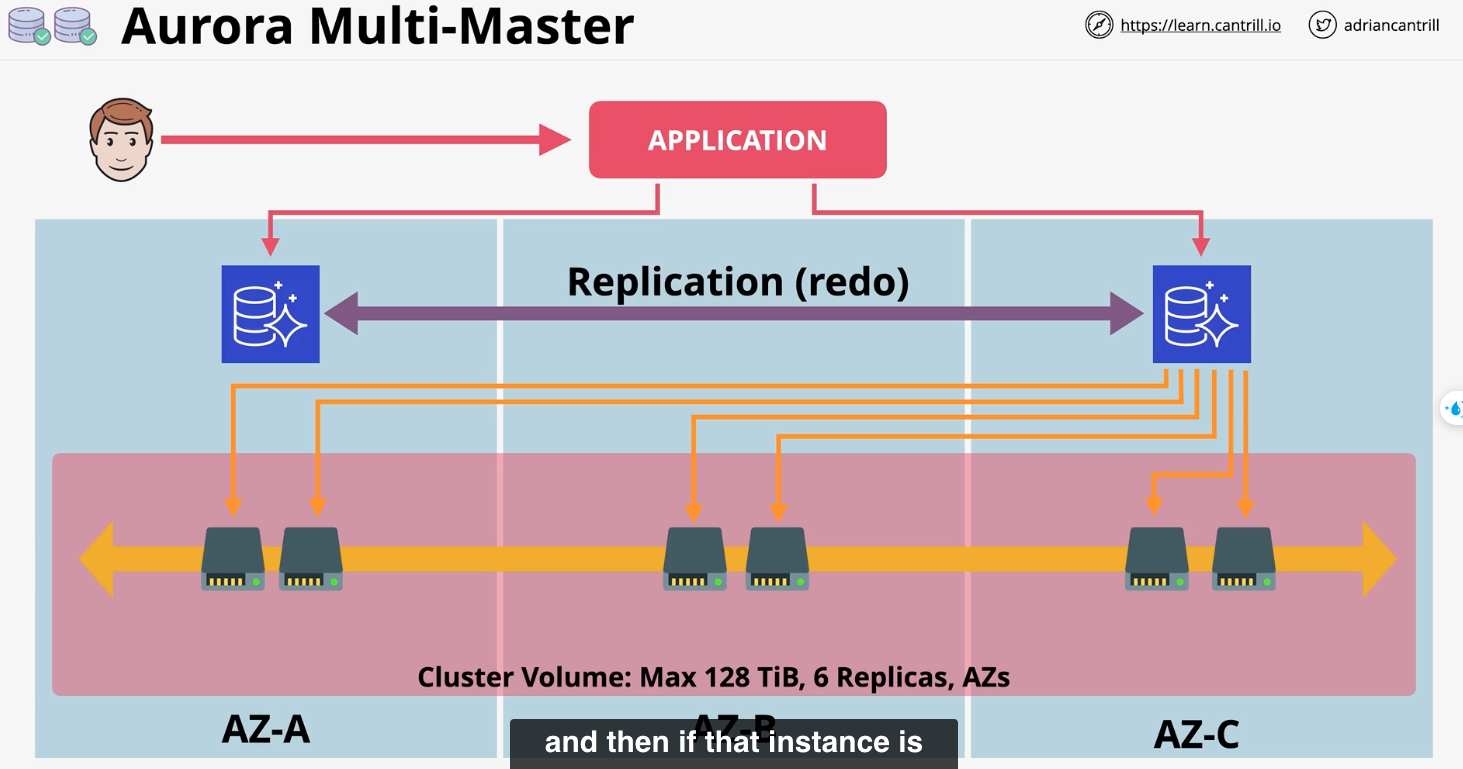 Aurora Multi-Master
https://learn.cantrill.io
adriancantrill
APPLICATION
Replication (redo)
Cluster Volume: Max 128 TiB, 6 Replicas, AZs
AZ-A
AZ-B
AZ-C
and then if that instance is